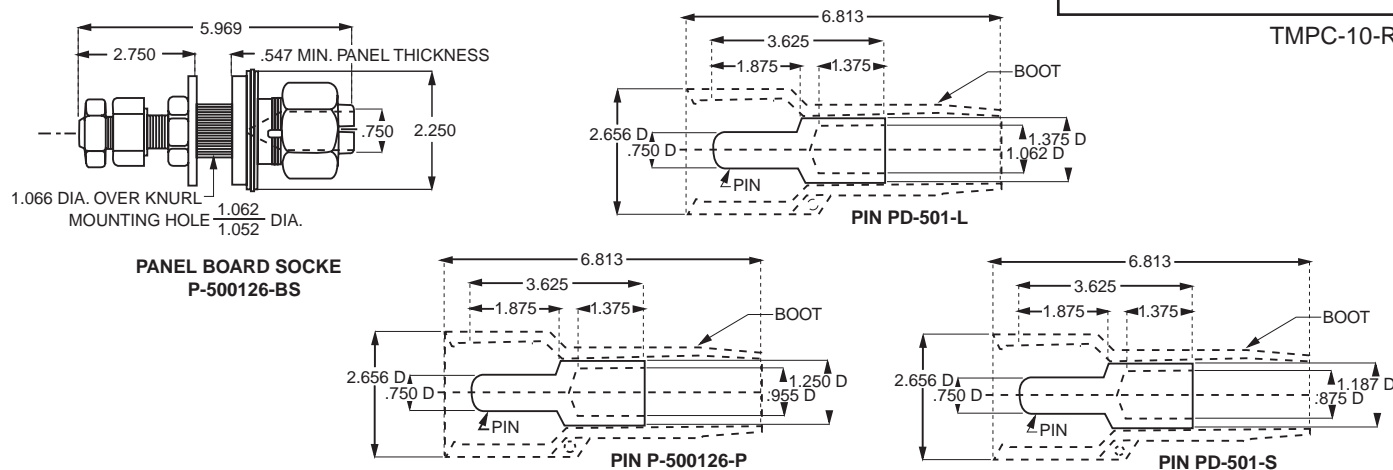 TMPC-10-R
5.969
2.750
.547 MIN. PANEL THICKNESS
.750
2.250
1.066 DIA. OVER KNURL
MOUNTING HOLE 1.062
1.052 DIA.
PANEL BOARD SOCKE
P-500126-BS
6.813
3.625
1.875
1.375
BOOT
2.656 D
.750 D
1.375 D
1.062 D
PIN
PIN PD-501-L
6.813
3.625
1.875
1.375
BOOT
2.656 D
.750 D
1.250 D
.955 D
PIN
PIN P-500126-P
6.813
3.625
1.875
1.375
BOOT
2.656 D
.750 D
1.187 D
.875 D
PIN
PIN PD-501-S